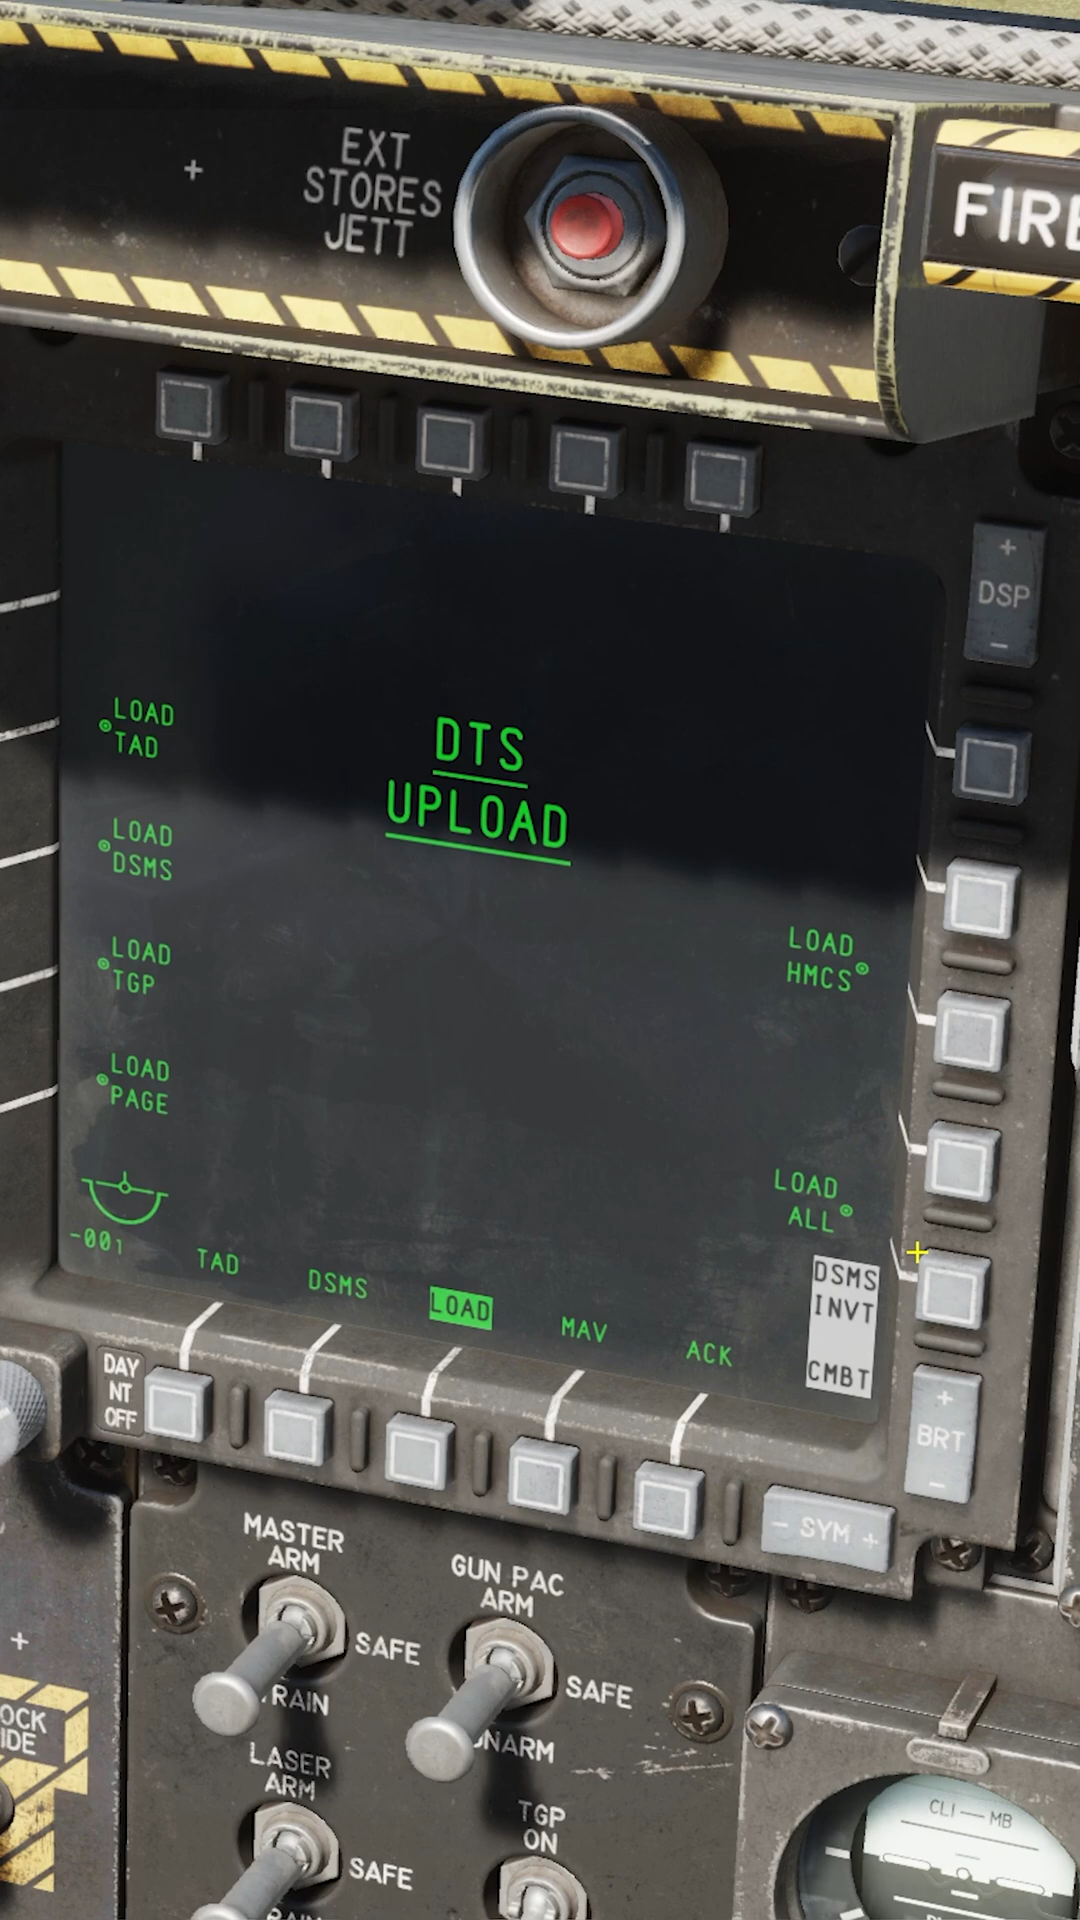 EXT
STORES
JETT
FIRE
DSP
LOAD
TAD
DTS
UPLOAD
LOAD
DSMS
LOAD
TGP
LOAD
HMCS
LOAD
PAGE
LOAD
ALL
-001
TAD
DSMS
LOAD
MAV
ACK
DSMS
INVT
CMBT
DAY
NT
OFF
+
BRT
-
- SYM +
MASTER
ARM
SAFE
GUN PAC
ARM
SAFE
LASER
ARM
SAFE
TGP
ON
CLI — MB